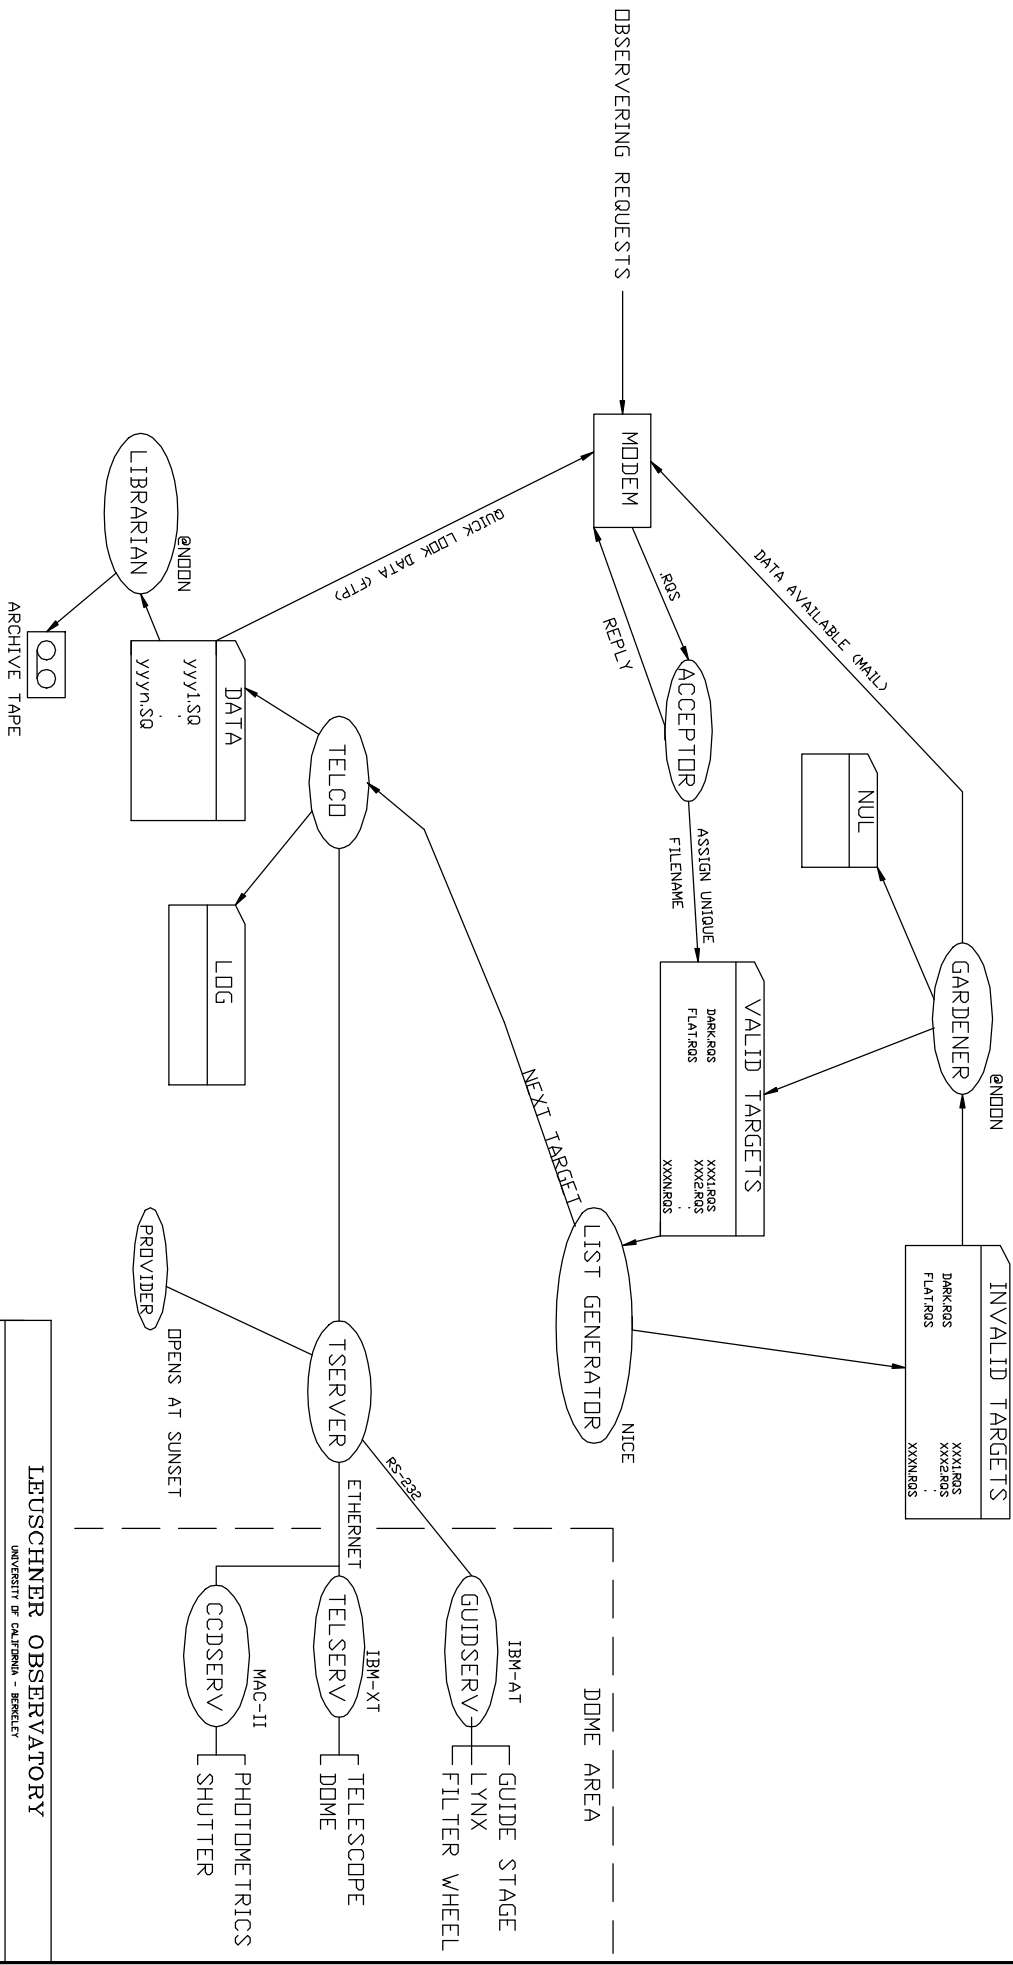 OBSERVERING REQUESTS
MODEM
DATA AVAILABLE (MAIL)
.RQS
REPLY
QUICK LOOK DATA (FTP)
ACCEPTOR
ASSIGN UNIQUE
FILENAME
NUL
GARDENER
@NOON
INVALID TARGETS
DARK.RQS
FLAT.RQS
XXX1.RQS
XXX2.RQS
.
XXXN.RQS
VALID TARGETS
DARK.RQS
FLAT.RQS
XXX1.RQS
XXX2.RQS
.
XXXN.RQS
LIST GENERATOR
NICE
NEXT TARGET
LIBRARIAN
@NOON
ARCHIVE TAPE
DATA
yyy1.SQ
.
yyyn.SQ
TELCO
LOG
PROVIDER
OPENS AT SUNSET
TSERVER
RS-232
ETHERNET
DOME AREA
IBM-AT
GUIDSERV
GUIDE STAGE
LYNX
FILTER WHEEL
IBM-XT
TELSERV
TELESCOPE
DOME
MAC-II
CCDSERV
PHOTOMETRICS
SHUTTER
LEUSCHNER OBSERVATORY
UNIVERSITY OF CALIFORNIA - BERKELEY